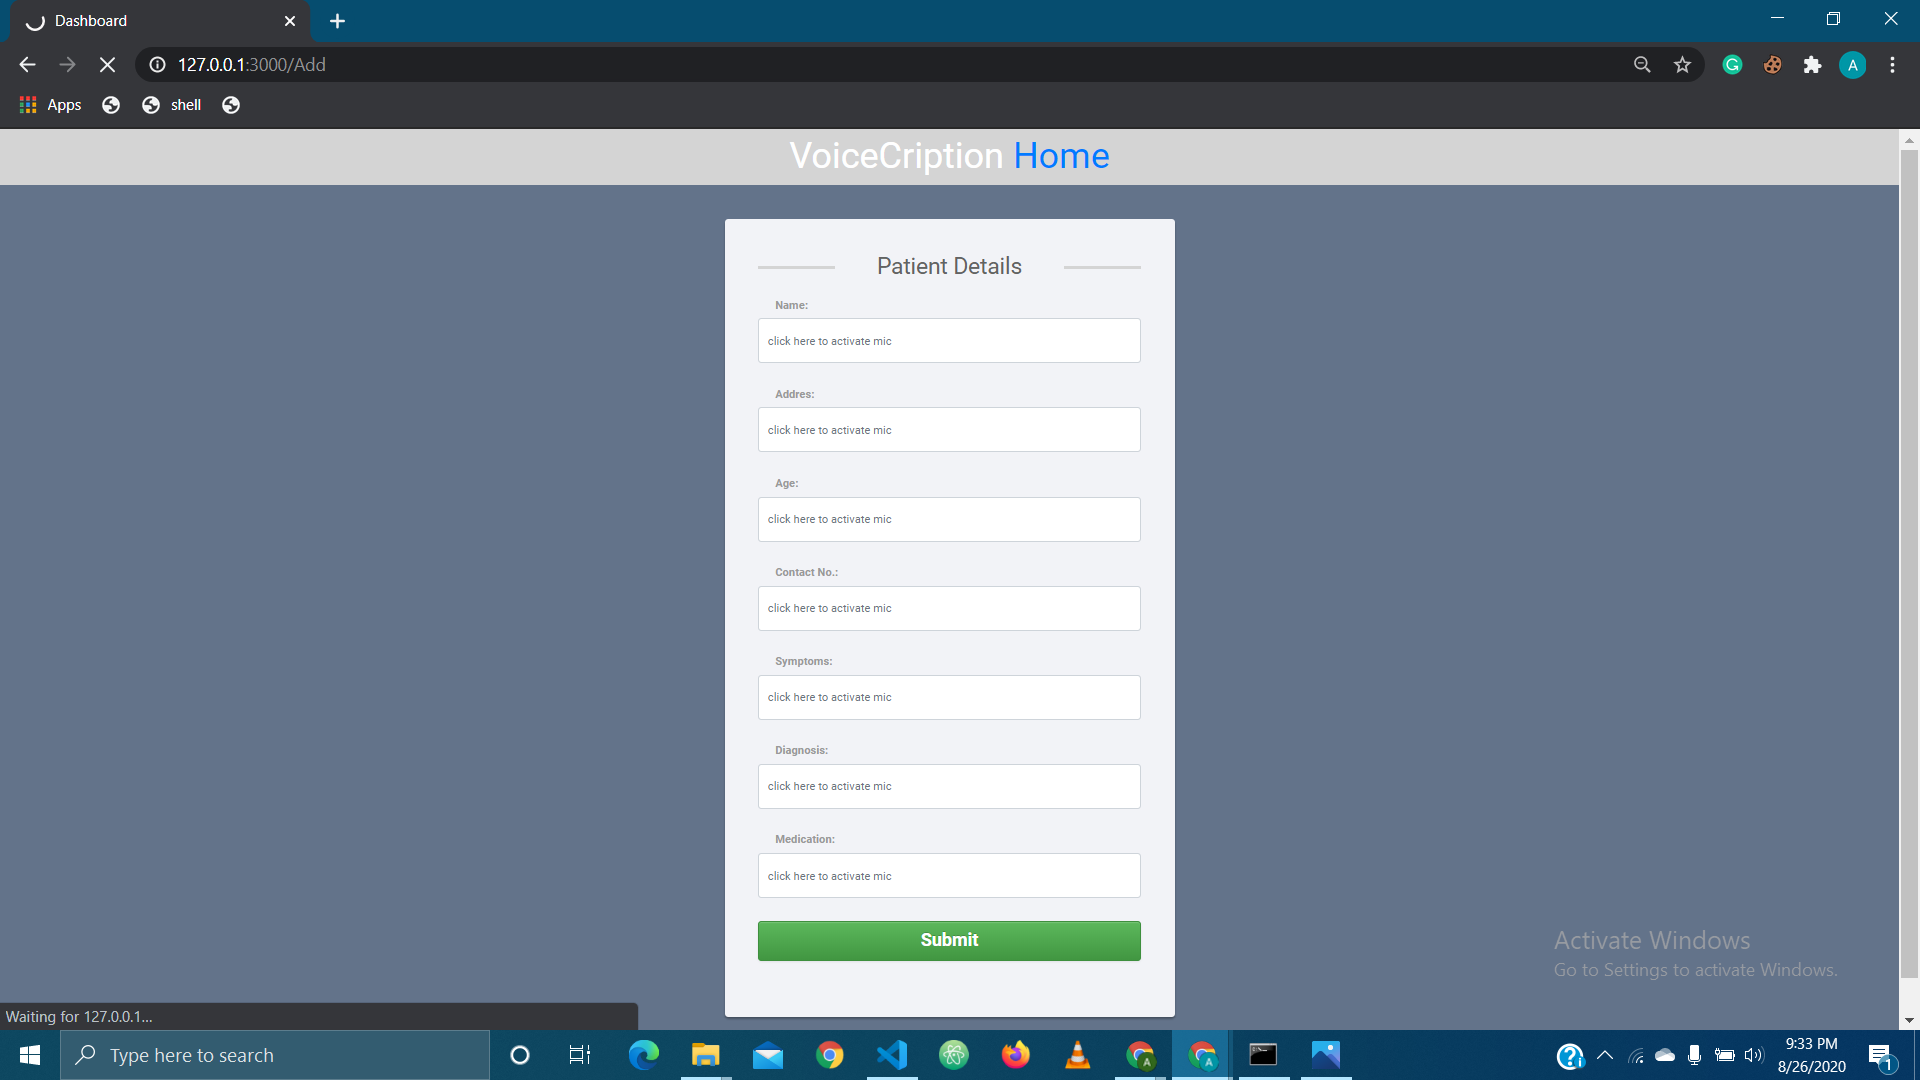 Dashboard
127.0.0.1:3000/Add
A
Apps
shell
VoiceCription Home
Patient Details
Name:
click here to activate mic
Addres:
click here to activate mic
Age:
click here to activate mic
Contact No.:
click here to activate mic
Symptoms:
click here to activate mic
Diagnosis:
click here to activate mic
Medication:
click here to activate mic
Submit
Activate Windows
Go to Settings to activate Windows.
Waiting for 127.0.0.1...
Type here to search
9:33 PM
8/26/2020
1